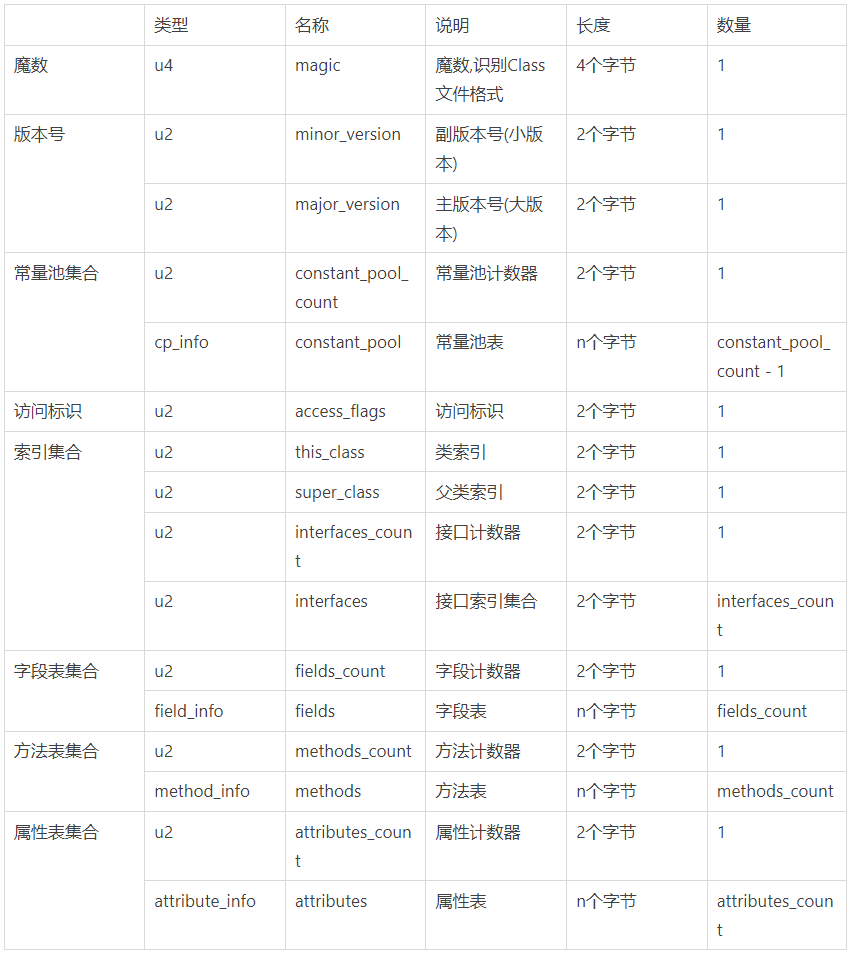 类型 名称 说明 长度 数量
魔数 u4 magic 魔数,识别Class 4个字节 1
文件格式
版本号 u2 minor_version 副版本号(小版 2个字节 1
本)
u2 major_version 主版本号(大版 2个字节 1
本)
常量池集合 u2 constant_pool_ 常量池计数器 2个字节 1
count
cp_info constant_pool 常量池表 n个字节 constant_pool_
count - 1
访问标识 u2 access_flags 访问标识 2个字节 1
索引集合 u2 this_class 类索引 2个字节 1
u2 super_class 父类索引 2个字节 1
u2 interfaces_coun 接口计数器 2个字节 1
t
u2 interfaces 接口索引集合 2个字节 interfaces_coun
t
字段表集合 u2 fields_count 字段计数器 2个字节 1
field_info fields 字段表 n个字节 fields_count
方法表集合 u2 methods_count 方法计数器 2个字节 1
method_info methods 方法表 n个字节 methods_count
属性表集合 u2 attributes_coun 属性计数器 2个字节 1
t
attribute_info attributes 属性表 n个字节 attributes_coun
t